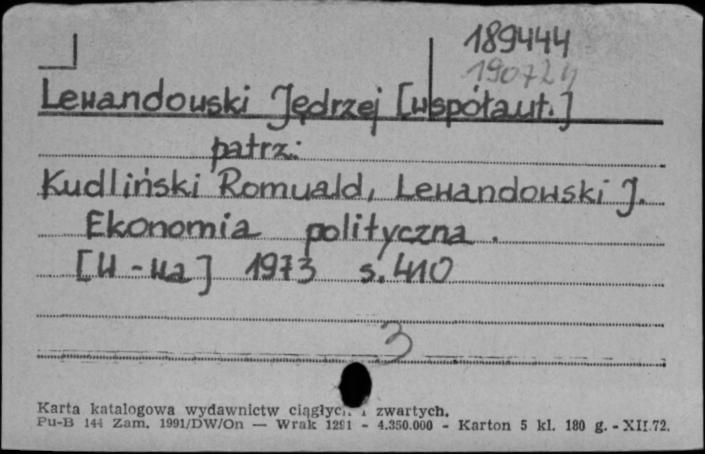 189444
190724
Lewandowski Jędrzej [współaut.]
patrz:
Kudliński Romuald, Lewandowski J.
Ekonomia polityczna.
[W-wa] 1973 s. 410
3
Karta katalogowa wydawnictw ciągłych i zwartych.
Pu-B 144 Zam. 1991/DW/On — Wrak 1291 - 4.350.000 - Karton 5 kl. 180 g. - XII.72.